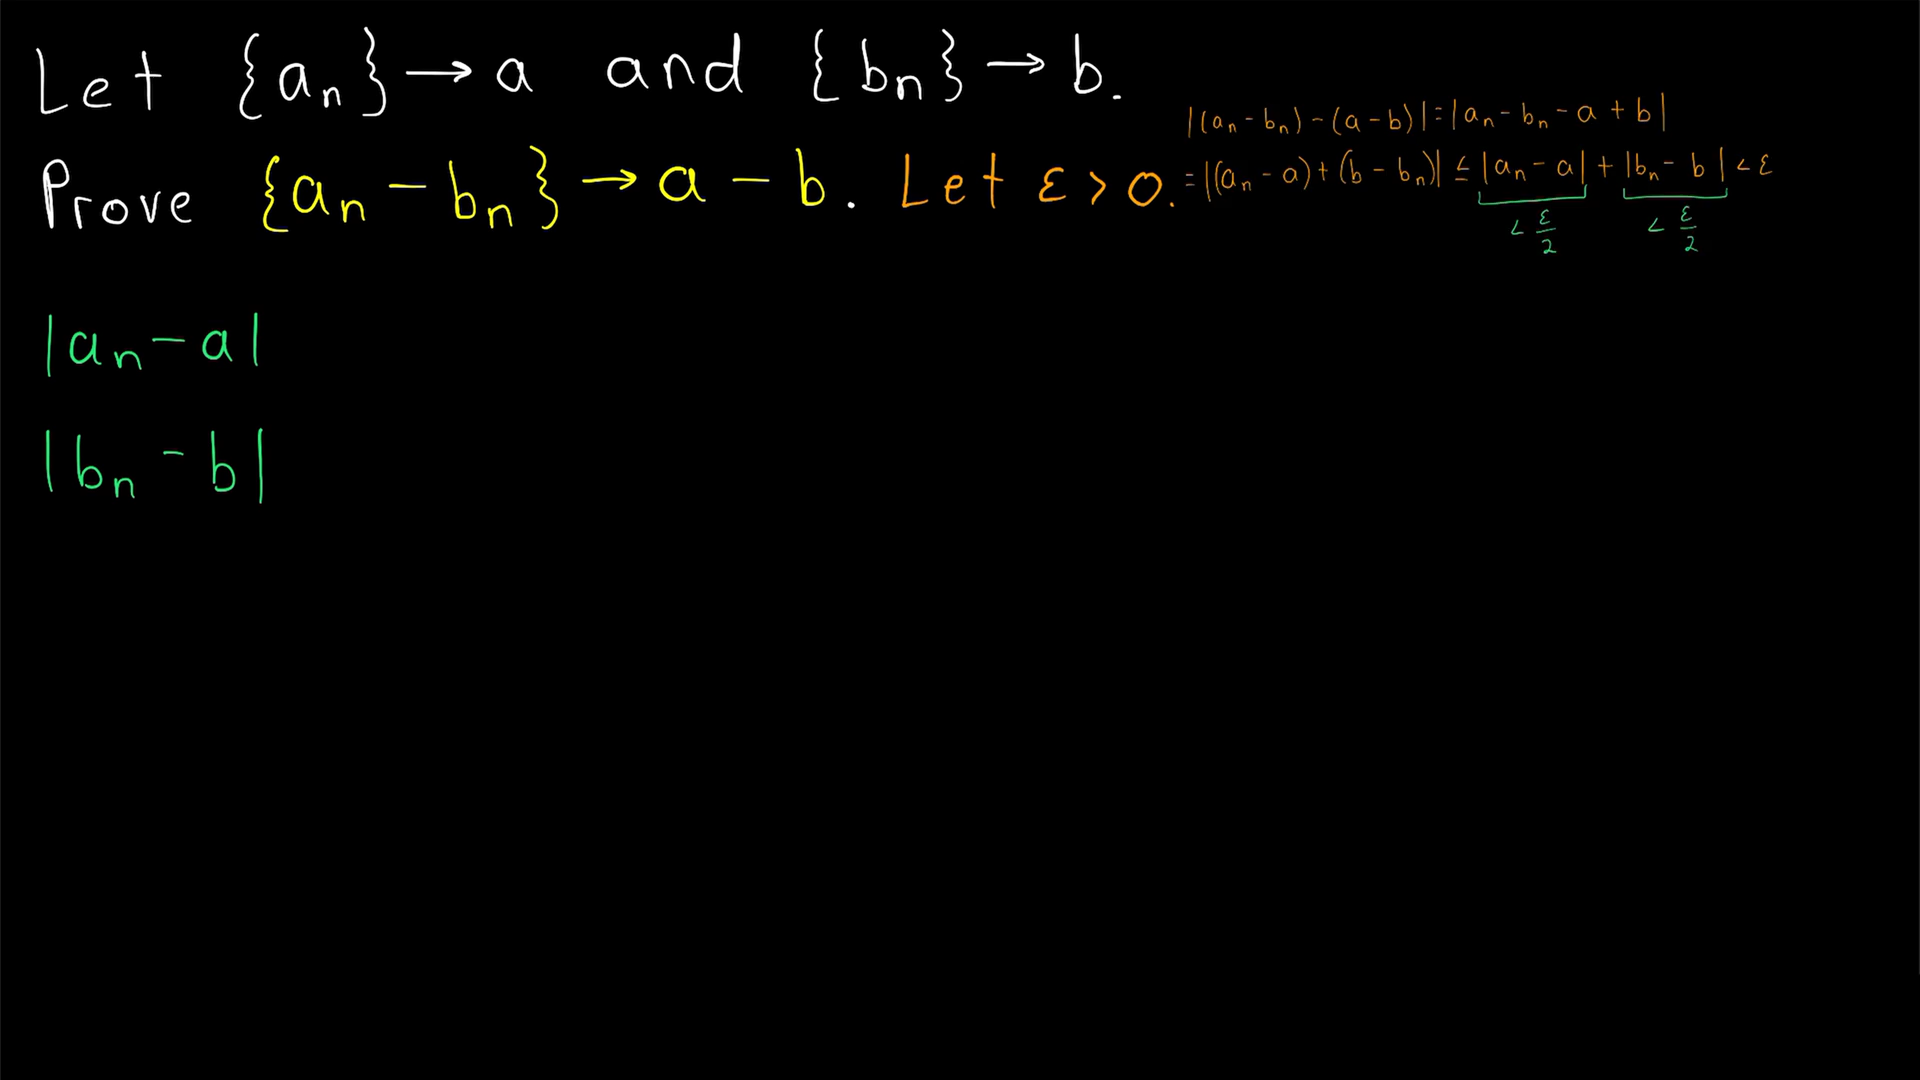 Let {aₙ} → a and {bₙ} → b.
|(aₙ - bₙ) - (a - b)| = |aₙ - bₙ - a + b|
Prove {aₙ - bₙ} → a - b. Let ε > 0. = |(aₙ - a) + (b - bₙ)| ≤ |aₙ - a| + |bₙ - b| < ε
< ε/2 < ε/2
|aₙ - a|
|bₙ - b|